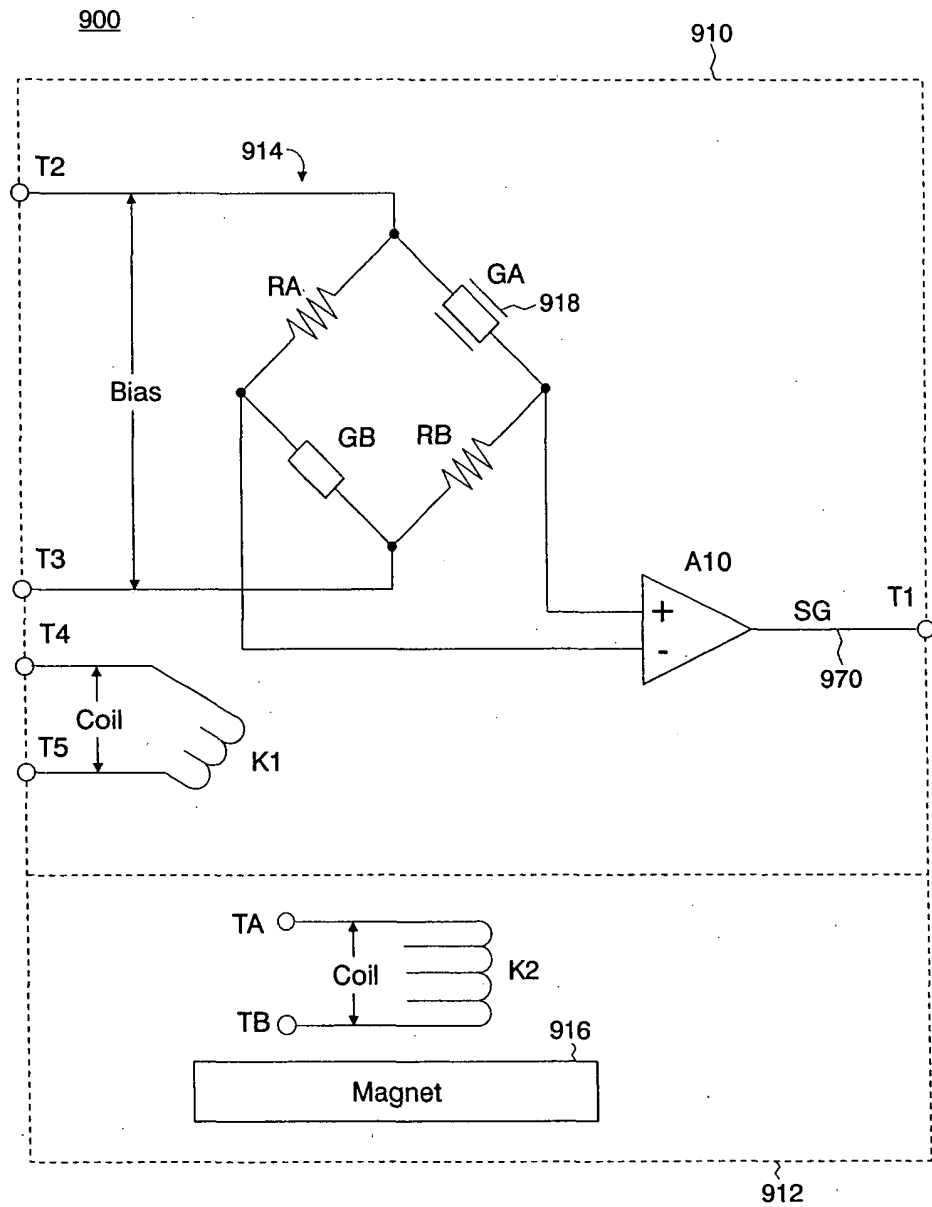 900
910
914
T2
RA
GA
918
Bias
GB
RB
T3
A10
+
-
SG
T1
970
T4
Coil
T5
K1
TA
Coil
K2
TB
916
Magnet
912